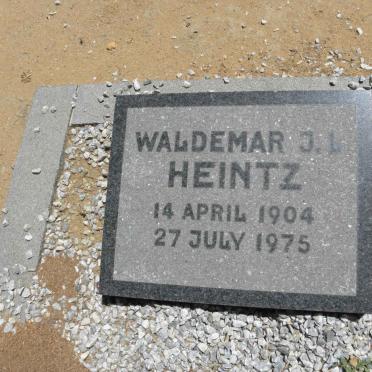 WALDEMAR J. L
HEINTZ
14 APRIL 1904
27 JULY 1975